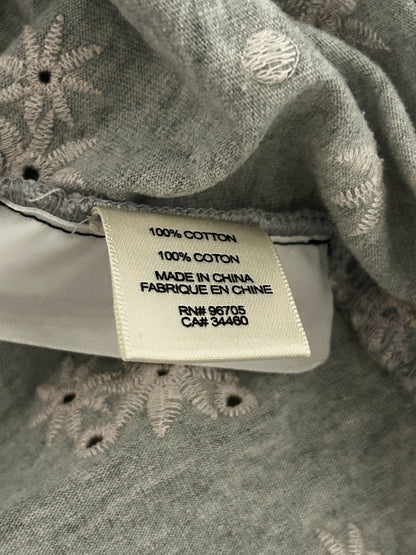 100% COTTON
100% COTON
MADE IN CHINA
FABRIQUE EN CHINE
RN# 96705
CA# 34460